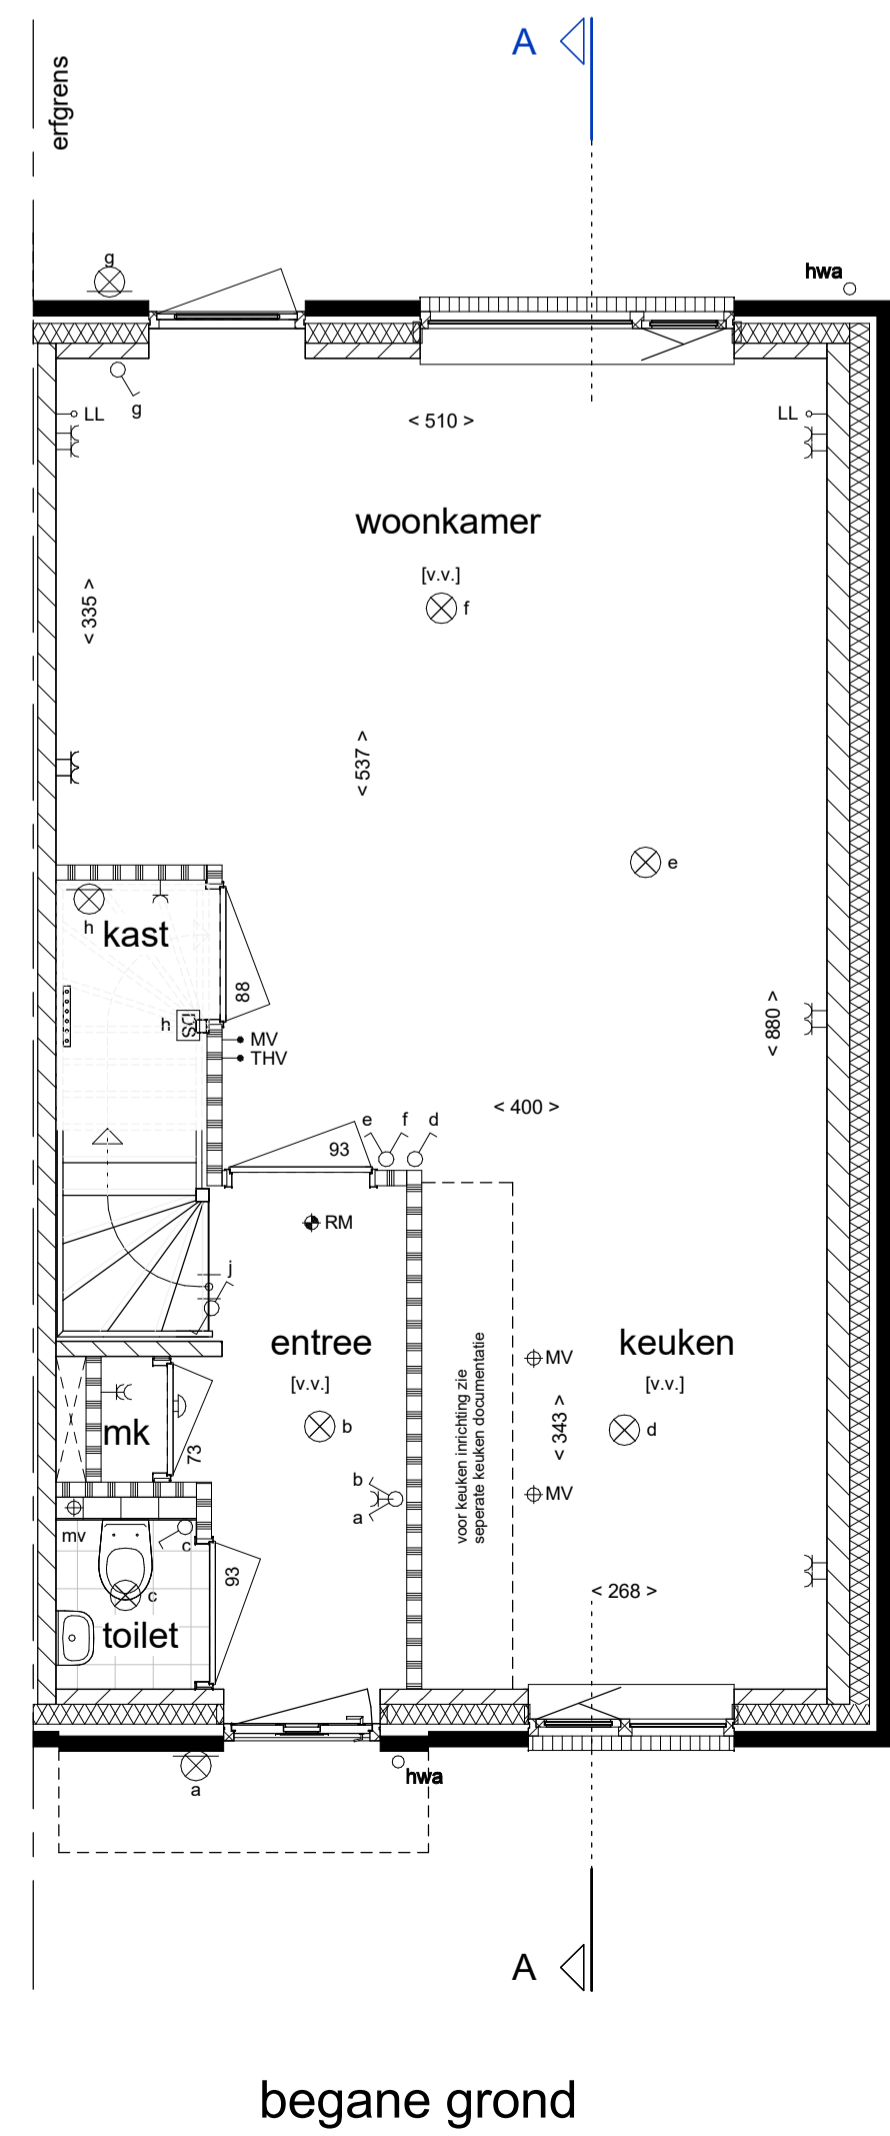 A
erfgrens
g
hwa
g
LL
< 510 >
LL
woonkamer
[v.v.]
f
< 335 >
< 537 >
e
h
kast
88
h
DS
MV
THV
< 880 >
< 400 >
e
f
d
93
RM
j
entree
[v.v.]
b
keuken
[v.v.]
d
MV
< 343 >
MV
voor keuken inrichting zie
seperate keuken documentatie
mk
73
b
a
mv
c
c
93
toilet
< 268 >
a
hwa
A
begane grond